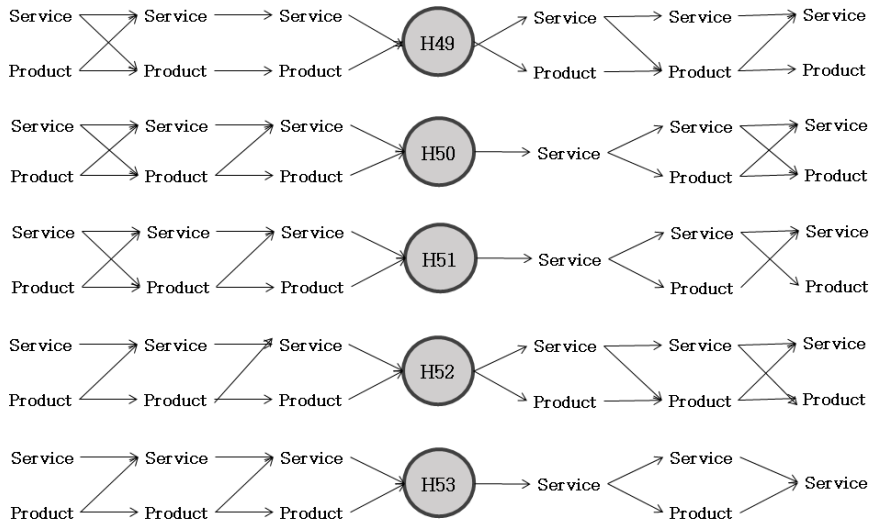 Service Service Service Service Service Service
H49
Product Product Product Product Product Product
Service Service Service Service Service
H50 Service
Product Product Product Product Product
Service Service Service Service Service
H51 Service
Product Product Product Product Product
Service Service Service Service Service Service
H52
Product Product Product Product Product Product
Service Service Service Service
H53 Service Service
Product Product Product Product